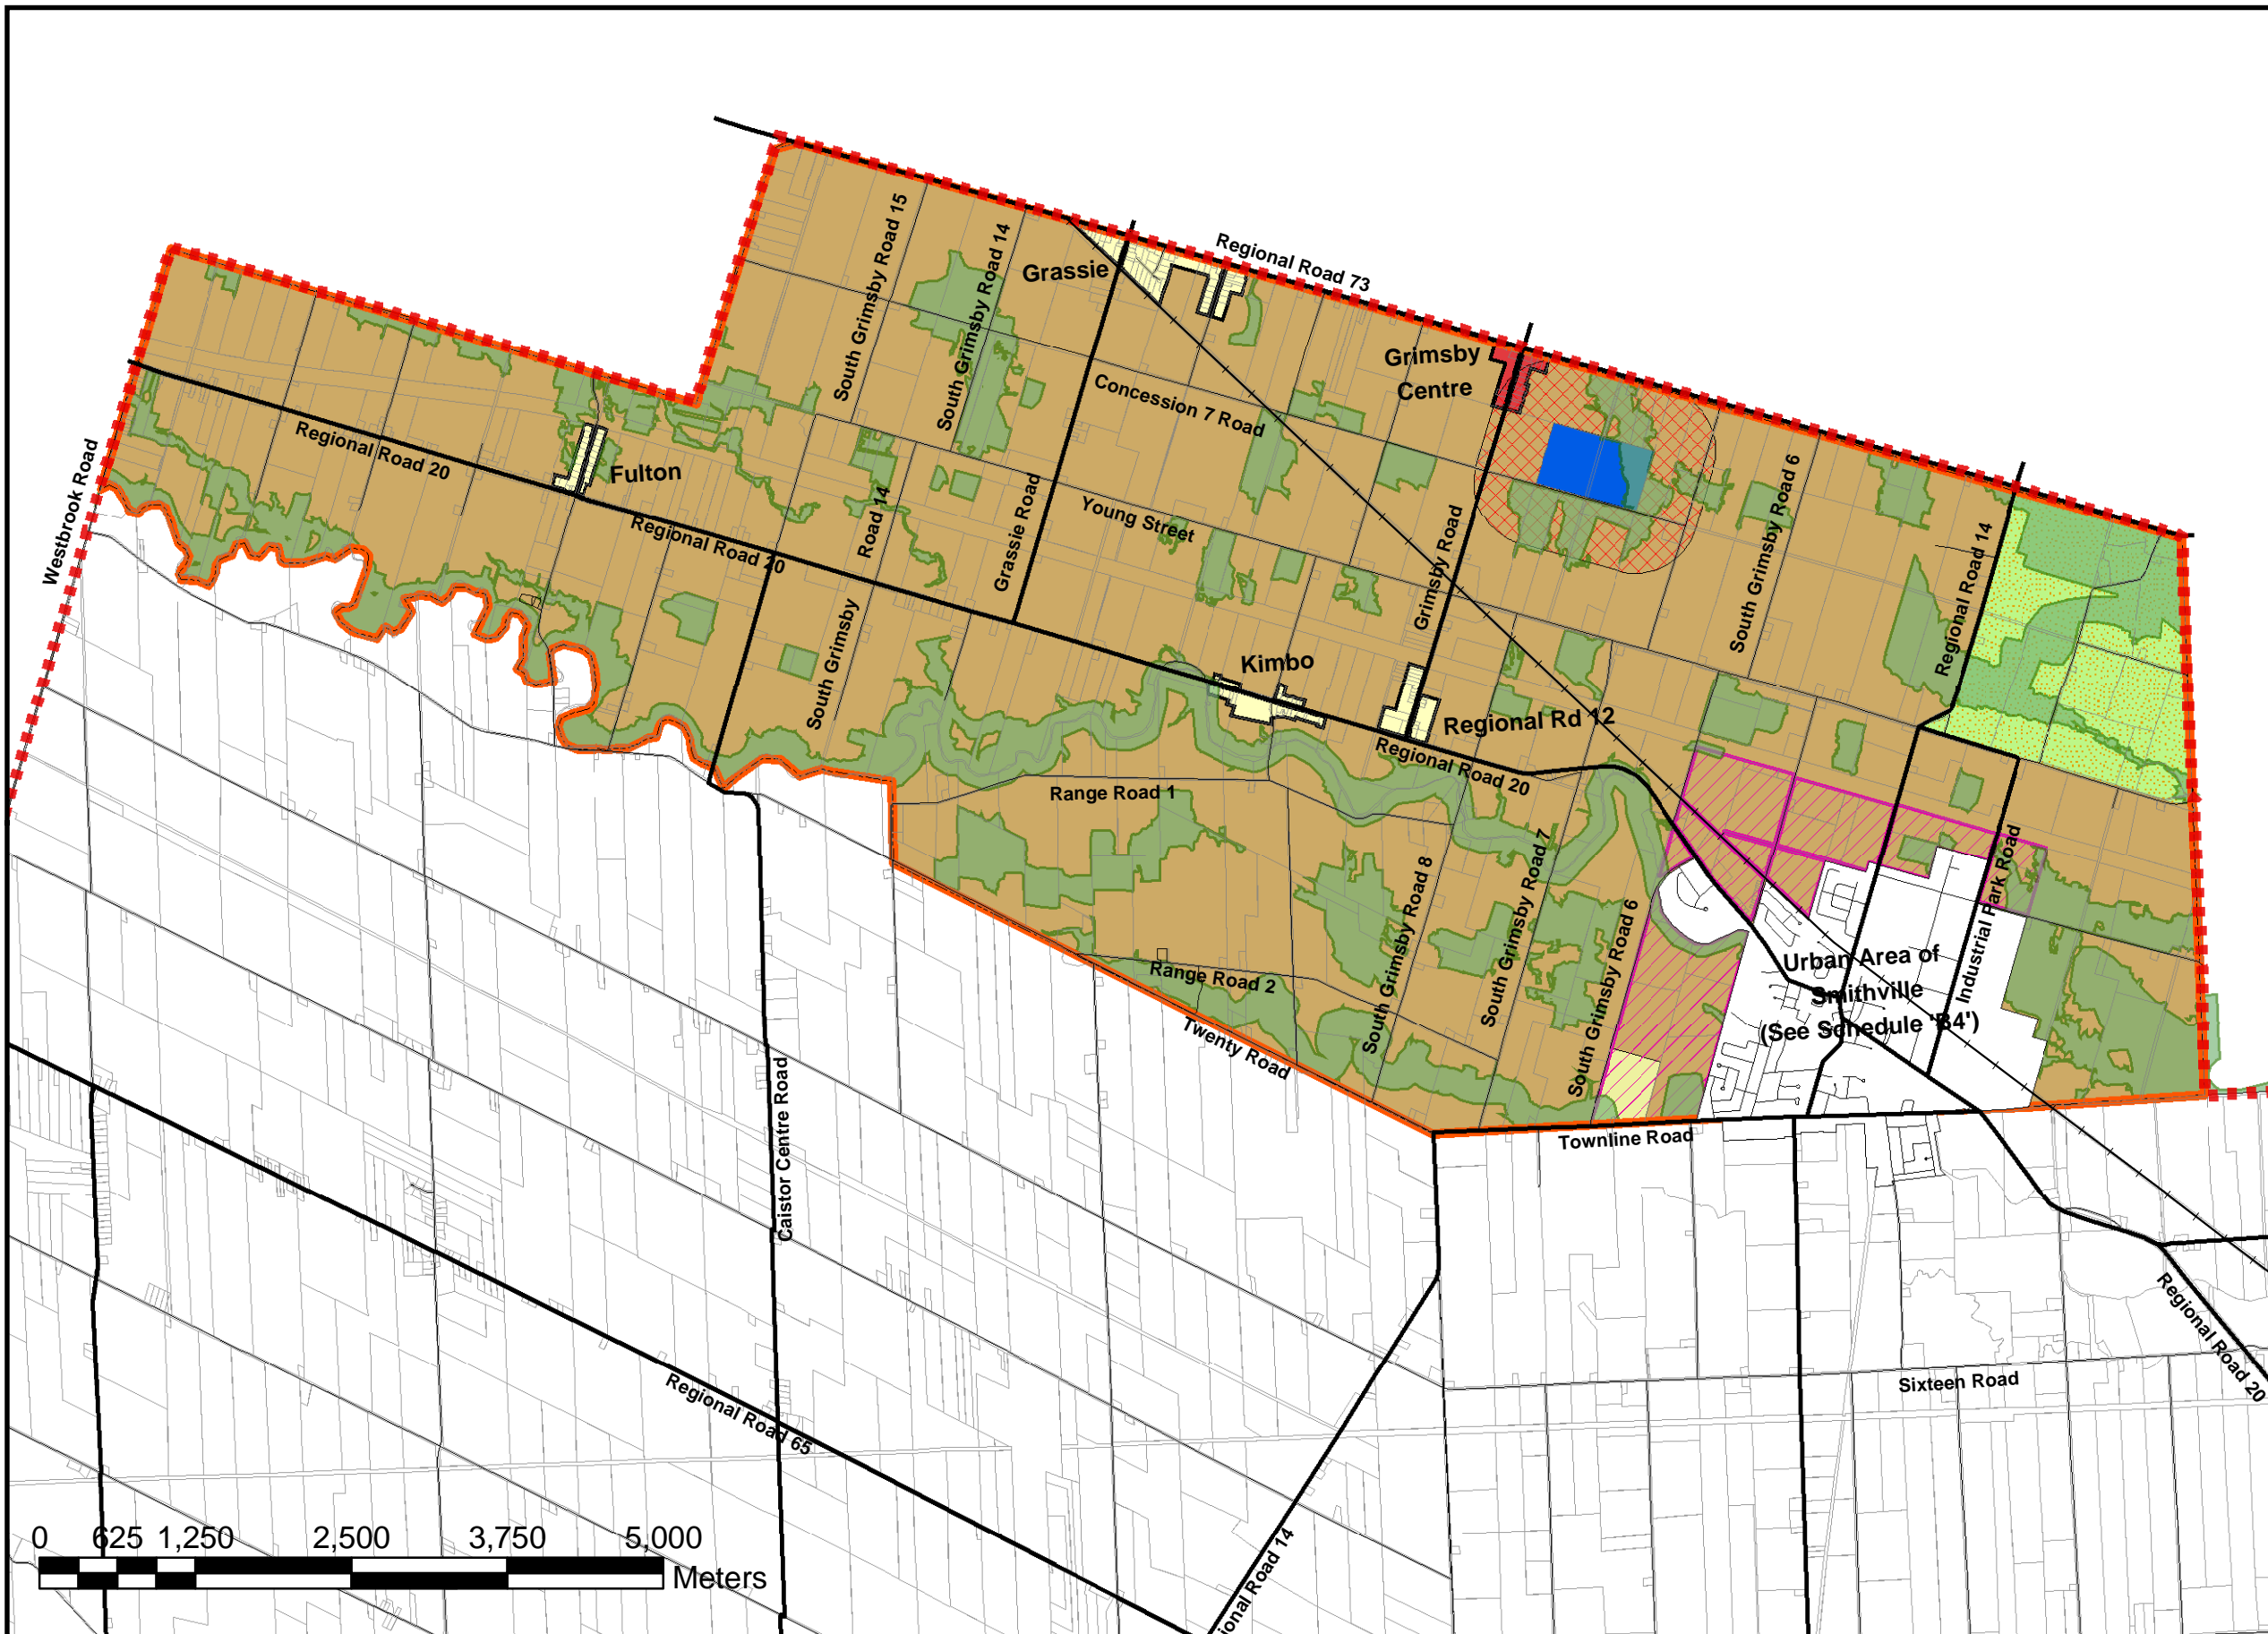 Regional Road 73
South Grimsby Road 15
South Grimsby Road 14
Grassie
Grimsby
Centre
Concession 7 Road
Westbrook Road
Regional Road 20
Fulton
Regional Road 20
Road 14
South Grimsby
Grassie Road
Young Street
Grimsby Road
South Grimsby Road 6
Regional Road 14
Kimbo
Regional Rd 12
Regional Road 20
Range Road 1
South Grimsby Road 8
South Grimsby Road 7
South Grimsby Road 6
Industrial Park Road
Urban Area of
Smithville
(See Schedule 'B4')
Range Road 2
Twenty Road
Townline Road
Caistor Centre Road
Regional Road 65
Sixteen Road
Regional Road 20
ional Road 14
0 625 1,250 2,500 3,750 5,000
Meters